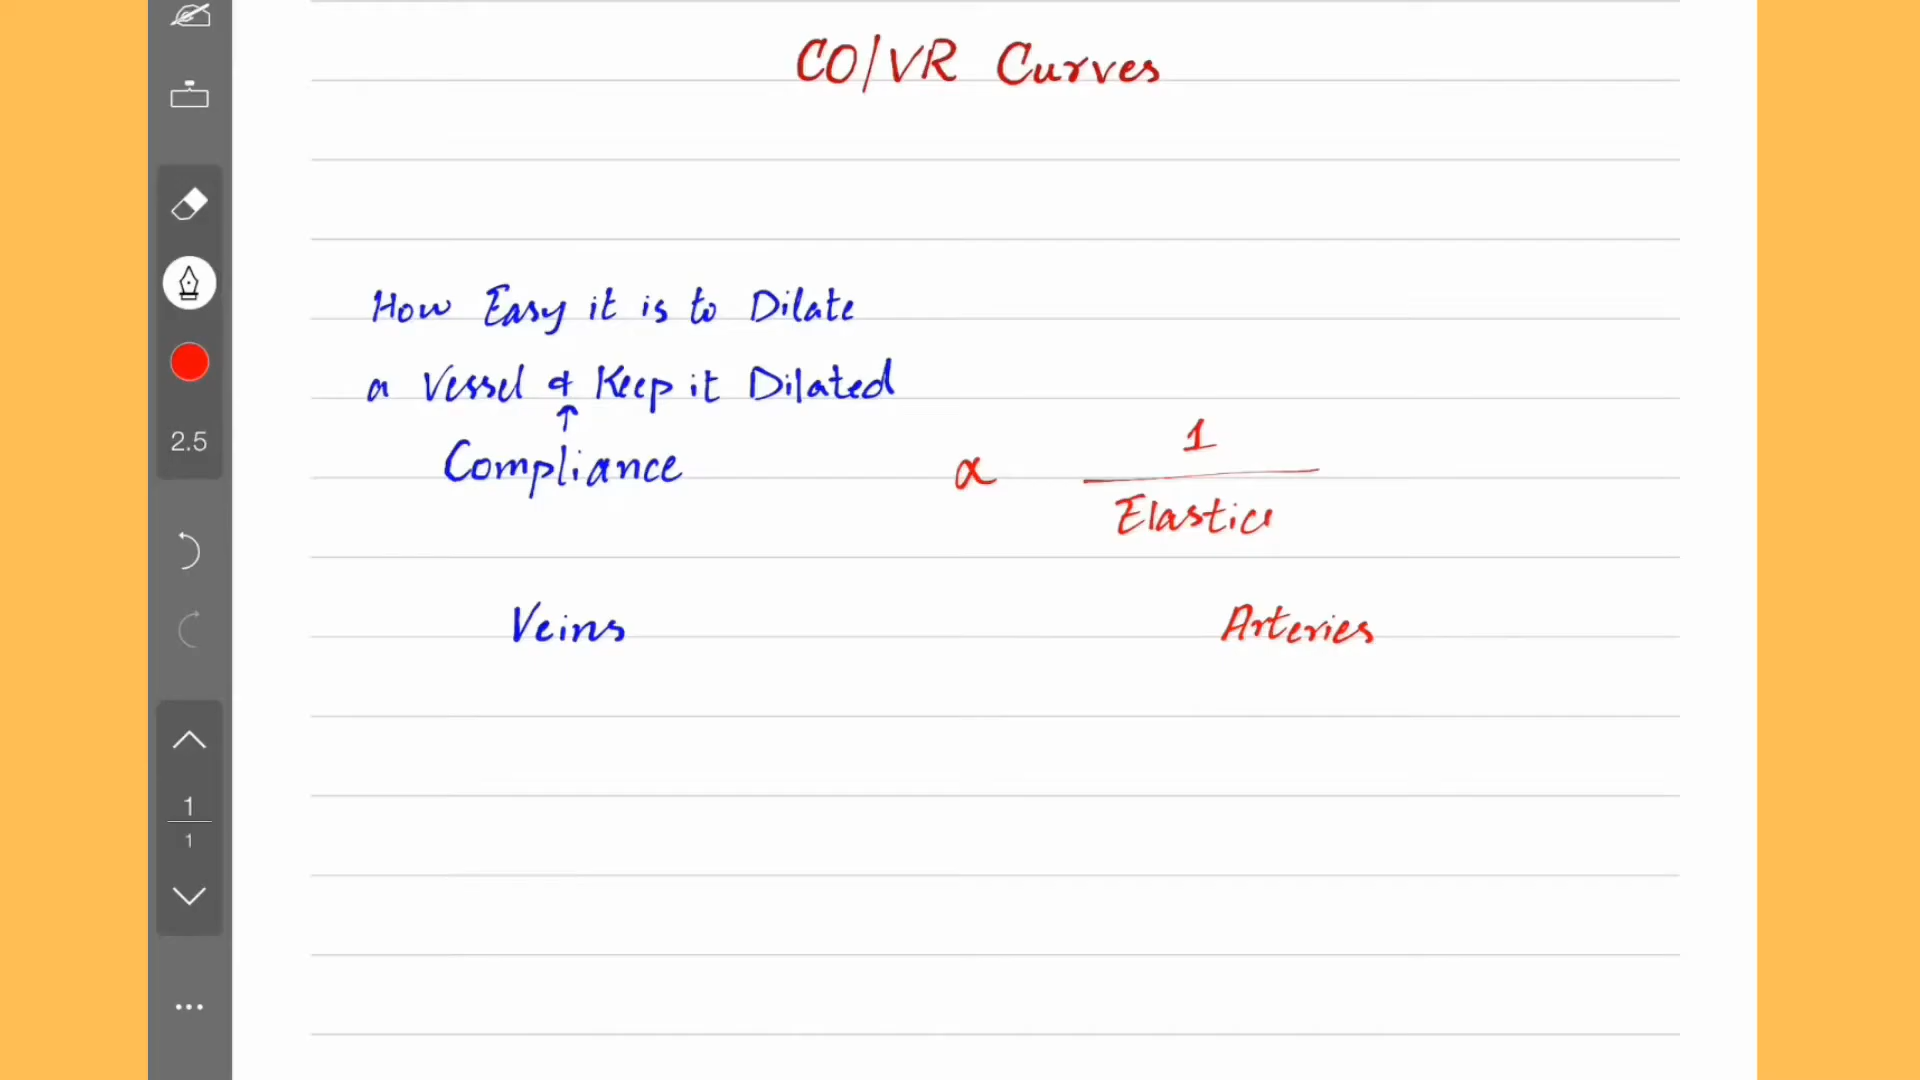 CO/VR Curves
How Easy it is to Dilate
a Vessel & Keep it Dilated
↑
Compliance α 1
Elastici
Veins Arteries
2.5
1
1